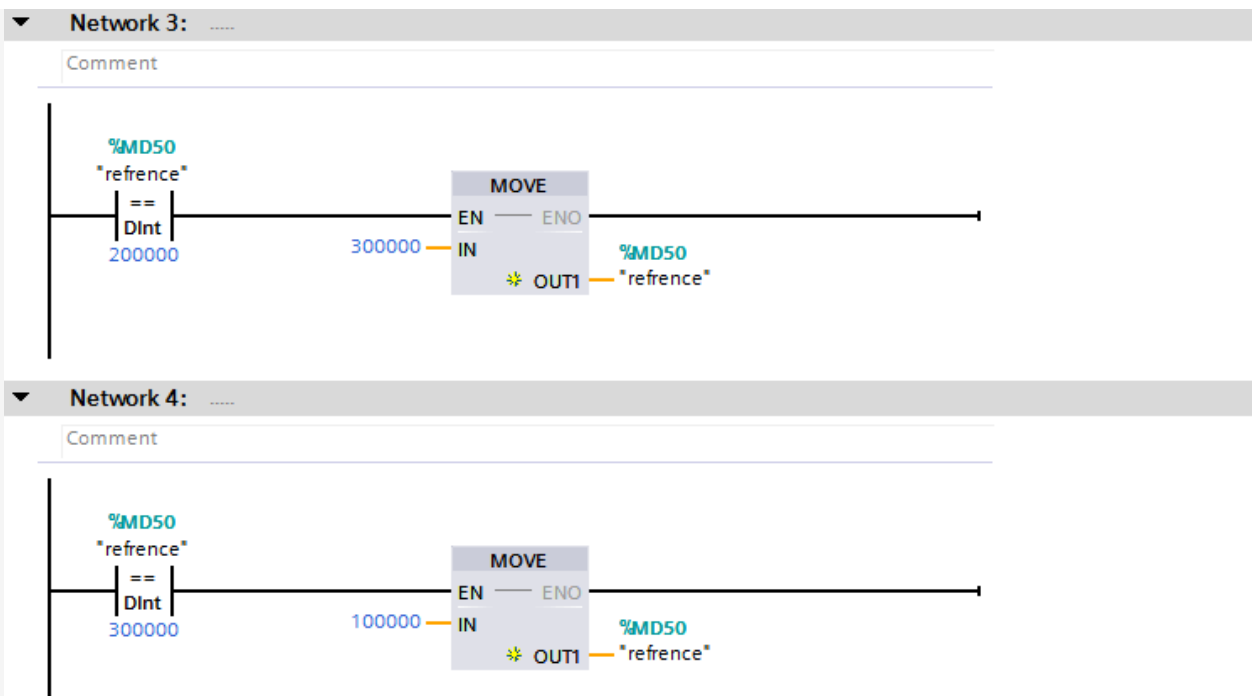 Network 3: .....
Comment
%MD50
"refrence"
==
DInt
200000
MOVE
EN ENO
300000 IN
%MD50
OUT1 "refrence"
Network 4: .....
Comment
%MD50
"refrence"
==
DInt
300000
MOVE
EN ENO
100000 IN
%MD50
OUT1 "refrence"